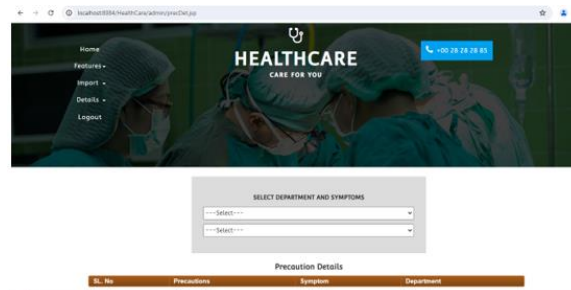 localhost:8084/HealthCare/admin/precDet.jsp
Home
Features
Import
Details
Logout
HEALTHCARE
CARE FOR YOU
+00 28 28 28 85
SELECT DEPARTMENT AND SYMPTOMS
---Select---
---Select---
Precaution Details
SL. No Precautions Symptom Department